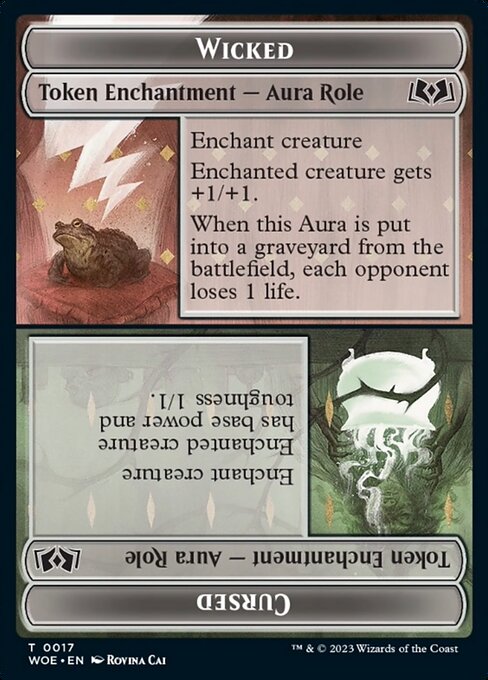 Wicked
Token Enchantment — Aura Role
Enchant creature
Enchanted creature gets
+1/+1.
When this Aura is put
into a graveyard from the
battlefield, each opponent
loses 1 life.
Cursed
Token Enchantment — Aura Role
Enchant creature
Enchanted creature
has base power and
toughness 1/1.
T 0017
WOE • EN Rovina Cai
™ & © 2023 Wizards of the Coast